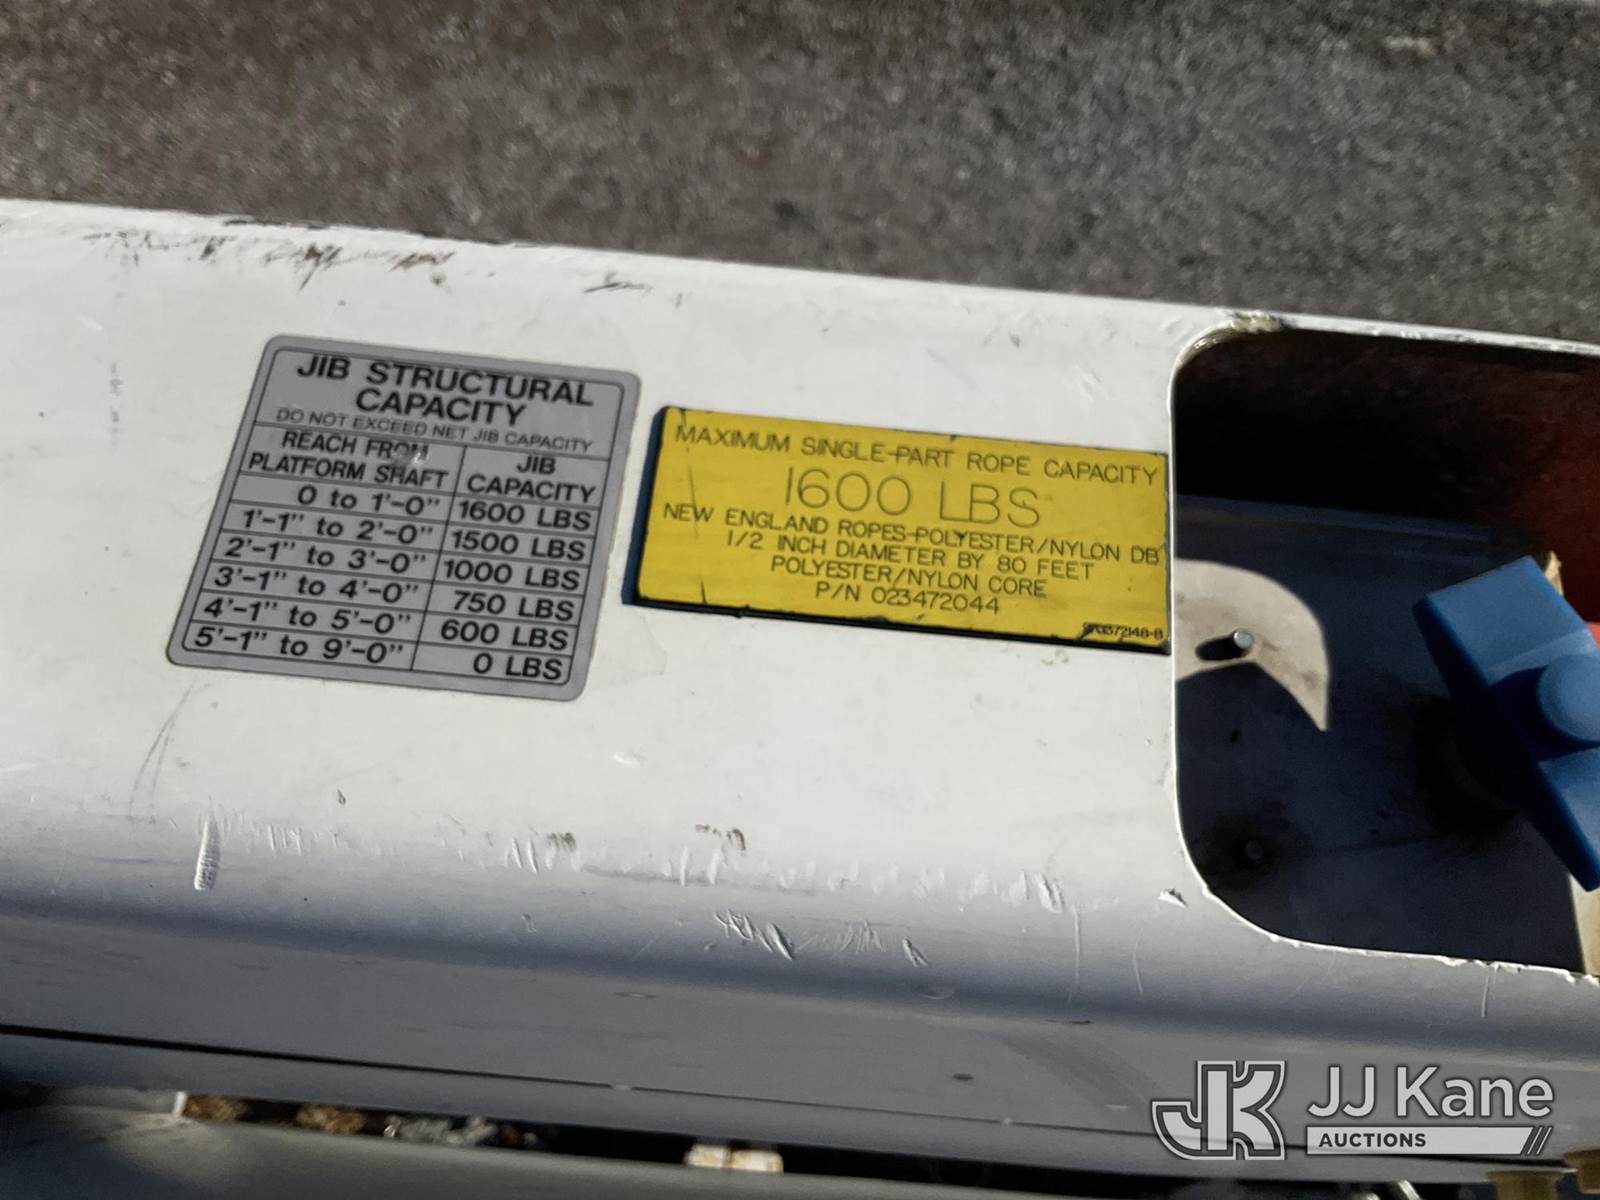 JIB STRUCTURAL
CAPACITY
DO NOT EXCEED NET JIB CAPACITY
REACH FROM
PLATFORM SHAFT
JIB
CAPACITY
0 to 1'-0" 1600 LBS
1'-1" to 2'-0" 1500 LBS
2'-1" to 3'-0" 1000 LBS
3'-1" to 4'-0" 750 LBS
4'-1" to 5'-0" 600 LBS
5'-1" to 9'-0" 0 LBS
MAXIMUM SINGLE-PART ROPE CAPACITY
1600 LBS
NEW ENGLAND ROPES-POLYESTER/NYLON DB
1/2 INCH DIAMETER BY 80 FEET
POLYESTER/NYLON CORE
P/N 023472044
JJ Kane
AUCTIONS